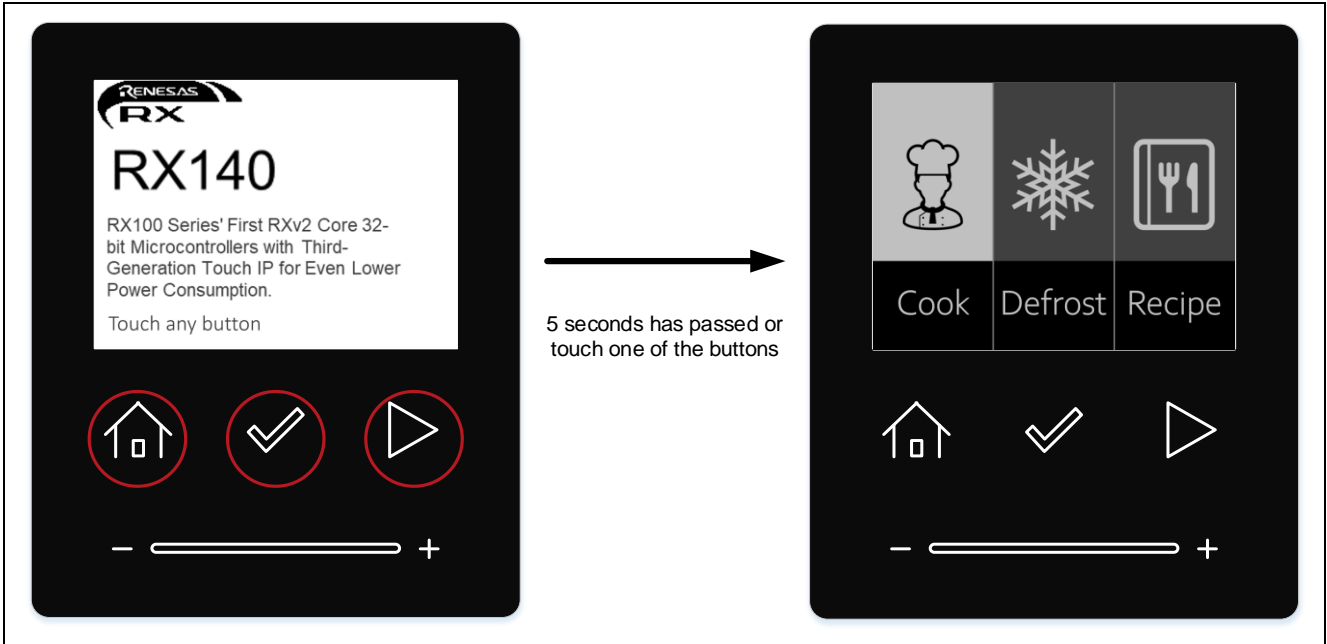 RENESAS
RX
RX140
RX100 Series' First RXv2 Core 32-
bit Microcontrollers with Third-
Generation Touch IP for Even Lower
Power Consumption.
Touch any button
5 seconds has passed or
touch one of the buttons
Cook Defrost Recipe